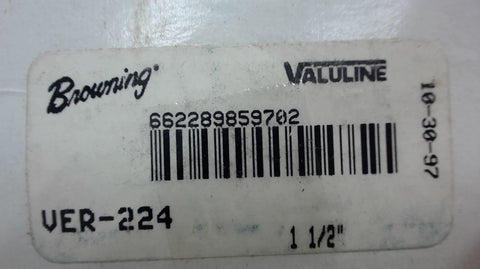 Browning
VALULINE
10-30-97
662289859702
VER-224
1 1/2"